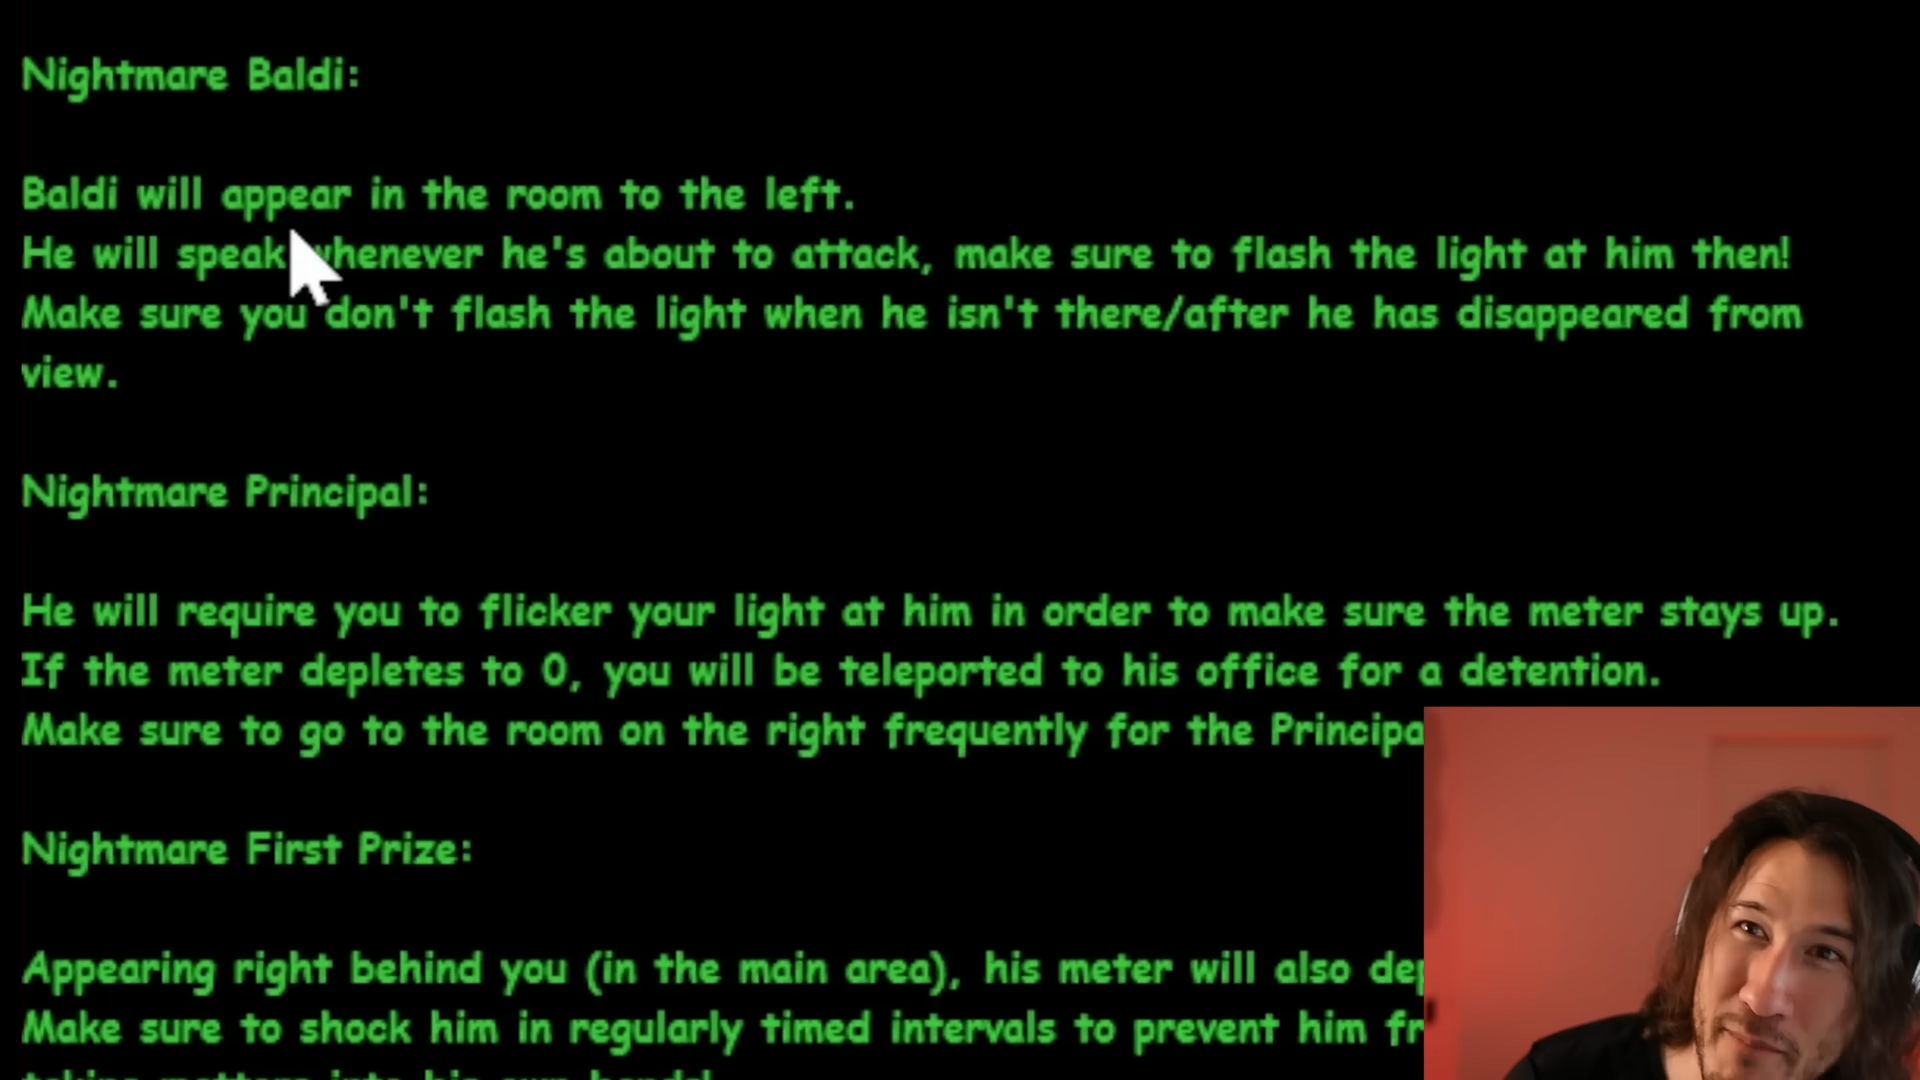 Nightmare Baldi:
Baldi will appear in the room to the left.
He will speak whenever he's about to attack, make sure to flash the light at him then!
Make sure you don't flash the light when he isn't there/after he has disappeared from
view.
Nightmare Principal:
He will require you to flicker your light at him in order to make sure the meter stays up.
If the meter depletes to 0, you will be teleported to his office for a detention.
Make sure to go to the room on the right frequently for the
Nightmare First Prize:
Appearing right behind you (in the main area), his meter will also
Make sure to shock him in regularly timed intervals to prevent him
taking matters into his own hands!